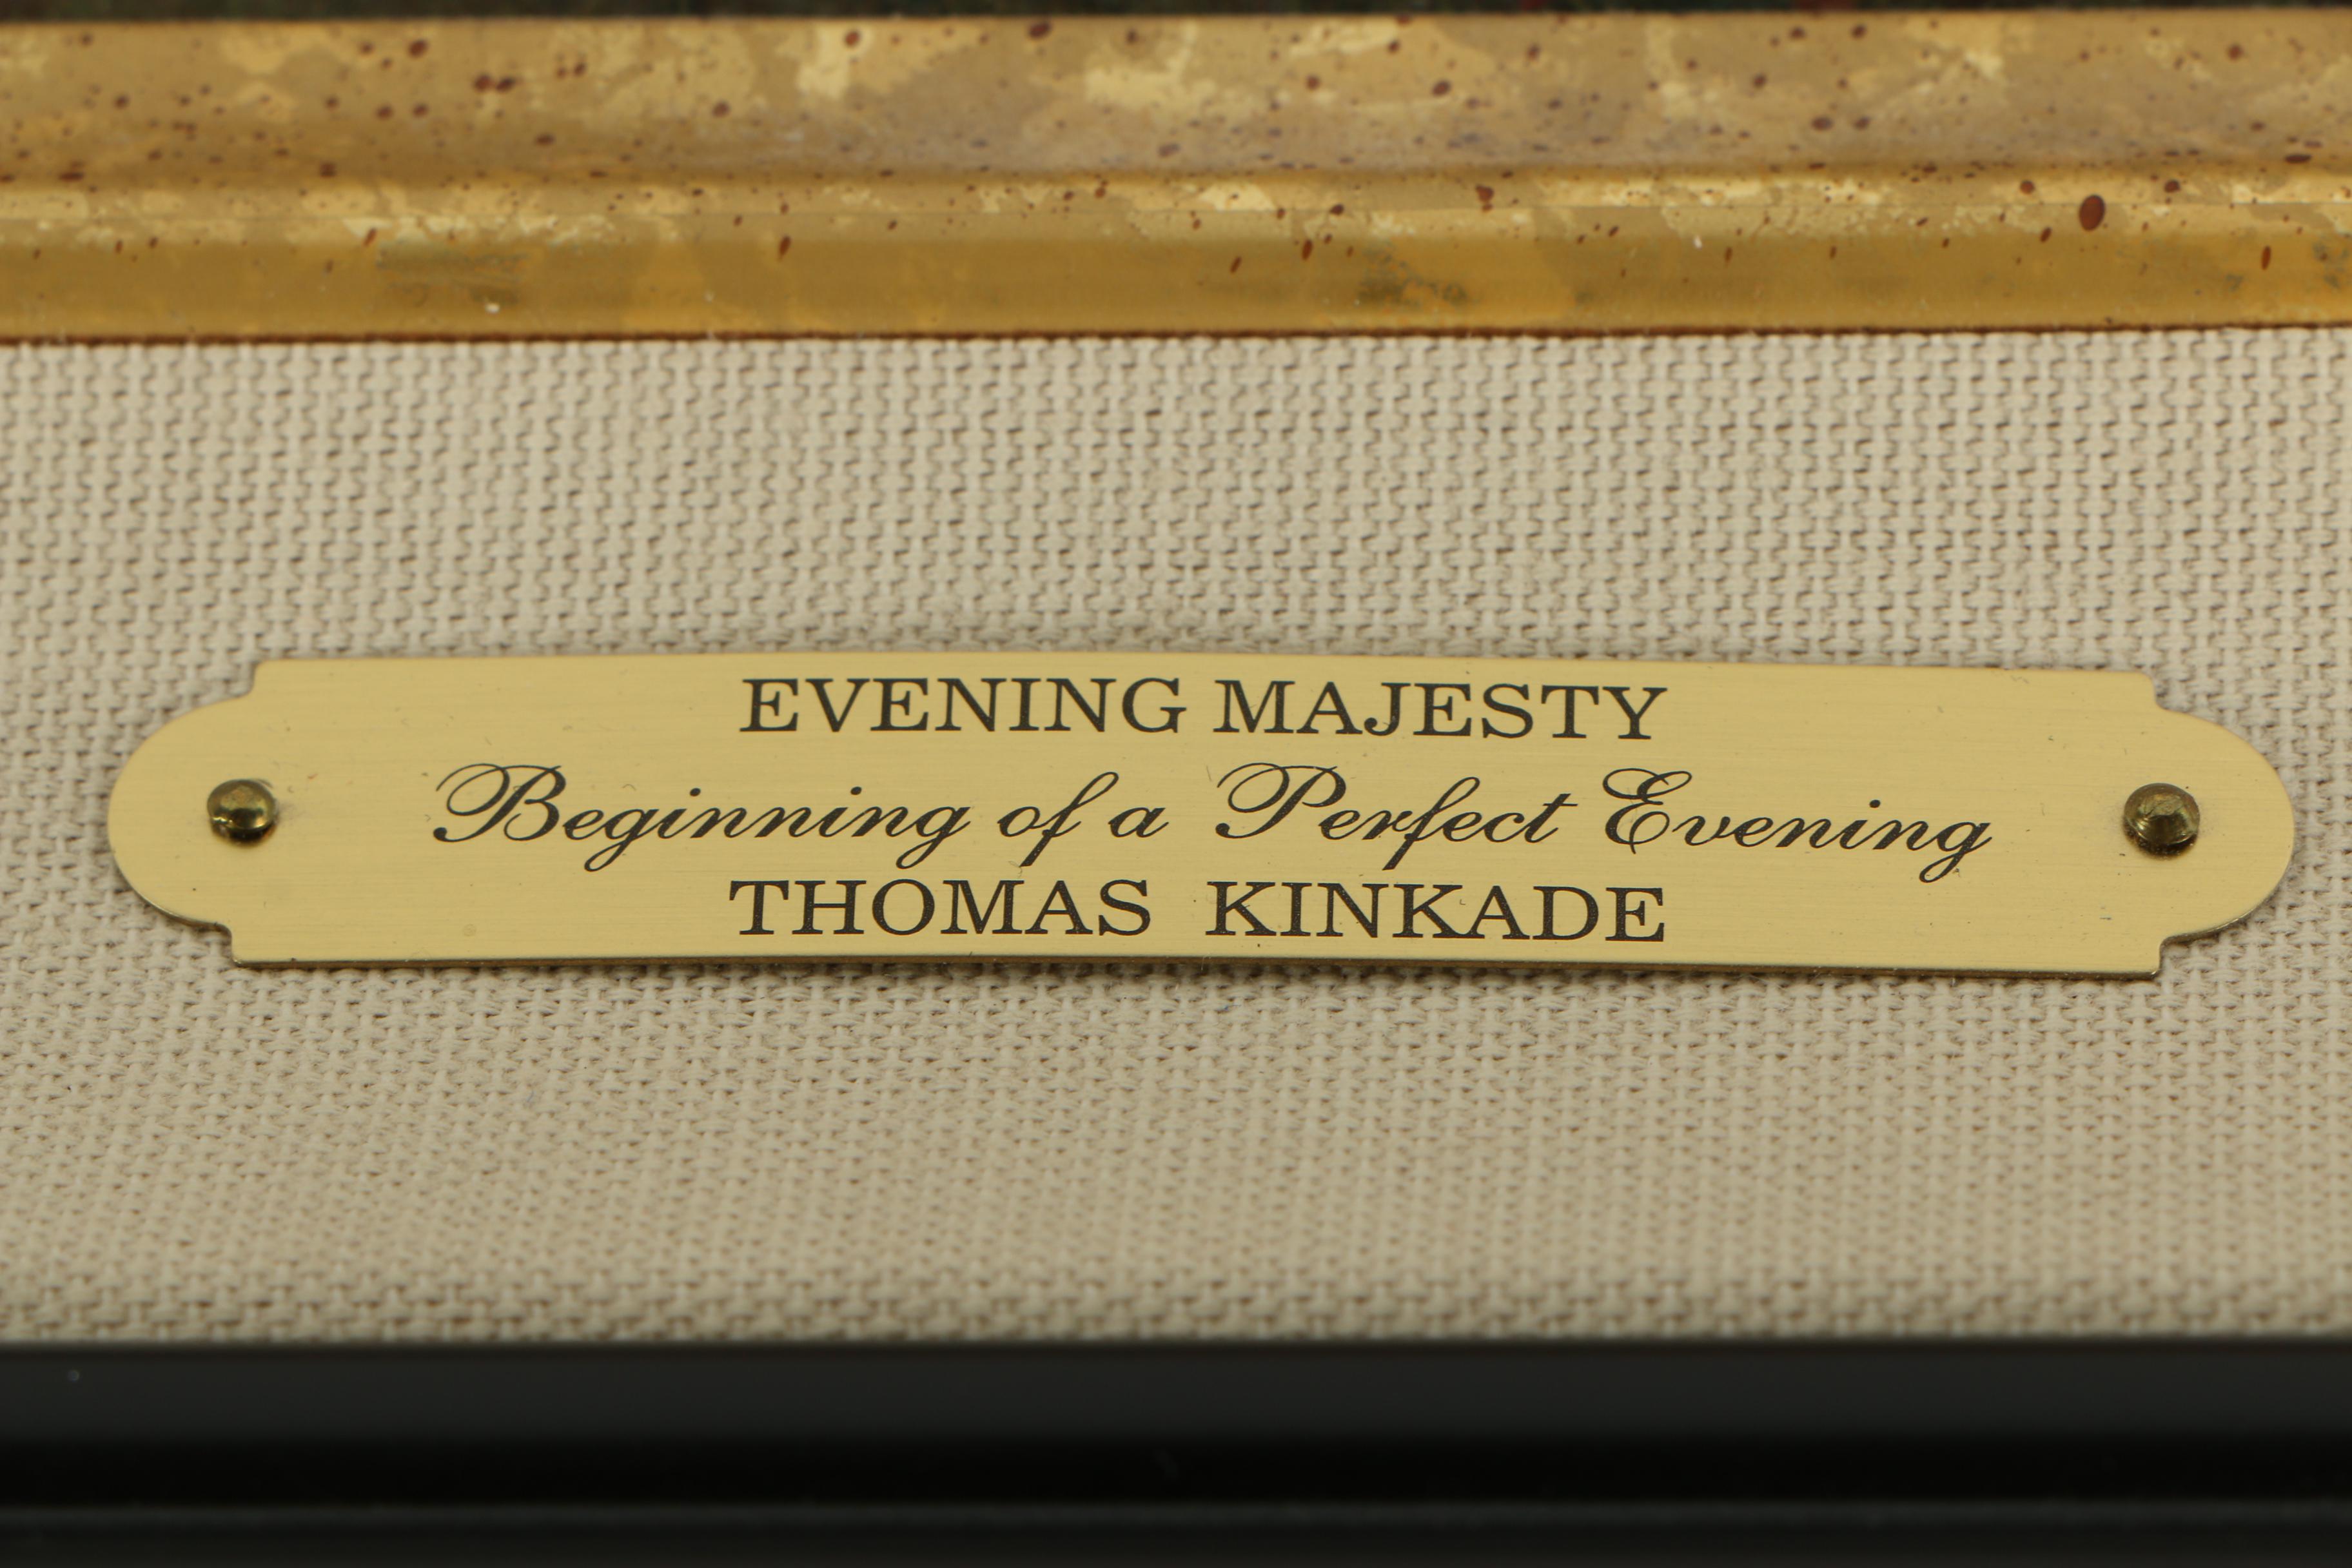 EVENING MAJESTY
Beginning of a Perfect Evening
THOMAS KINKADE